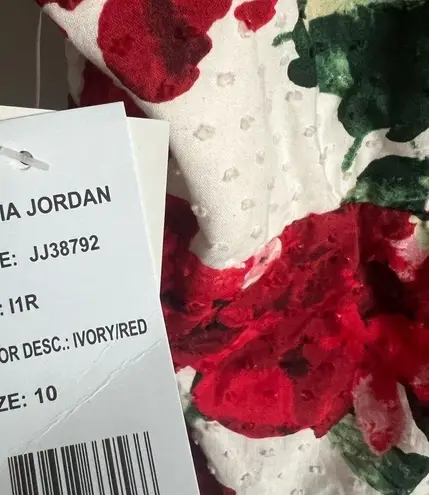 IA JORDAN
E: JJ38792
: I1R
OR DESC.: IVORY/RED
ZE: 10